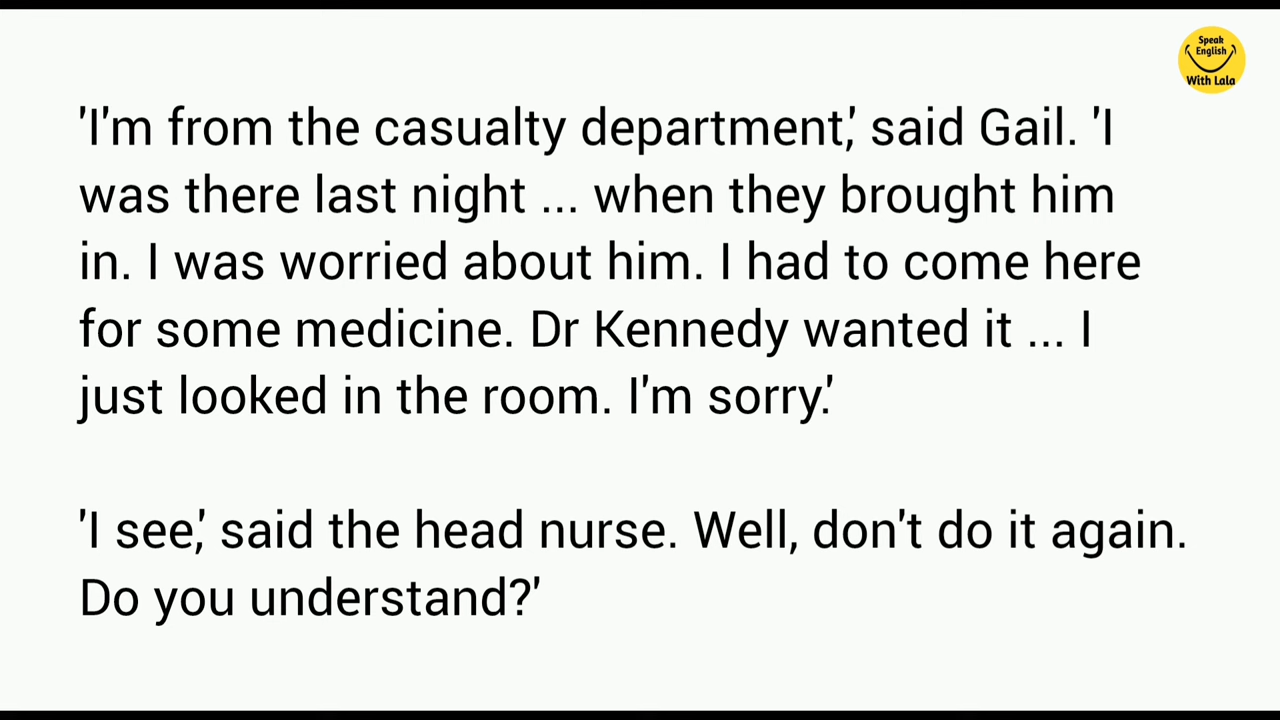 Speak
English
With Lala
'I'm from the casualty department,' said Gail. 'I
was there last night ... when they brought him
in. I was worried about him. I had to come here
for some medicine. Dr Kennedy wanted it ... I
just looked in the room. I'm sorry.'
'I see,' said the head nurse. Well, don't do it again.
Do you understand?'